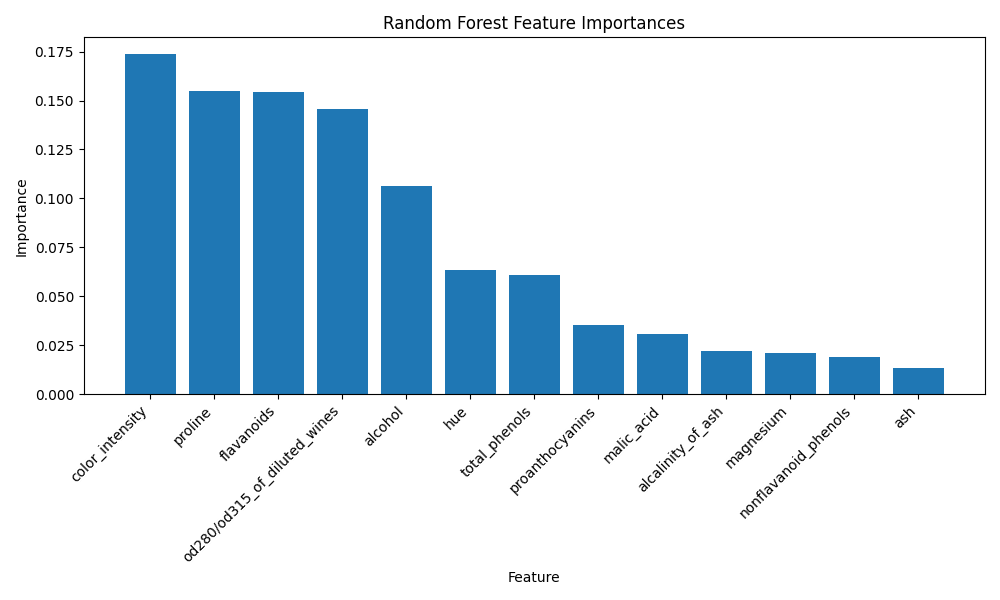 Random Forest Feature Importances
Importance
0.175
0.150
0.125
0.100
0.075
0.050
0.025
0.000
color_intensity
proline
flavanoids
od280/od315_of_diluted_wines
alcohol
hue
total_phenols
proanthocyanins
malic_acid
alcalinity_of_ash
magnesium
nonflavanoid_phenols
ash
Feature